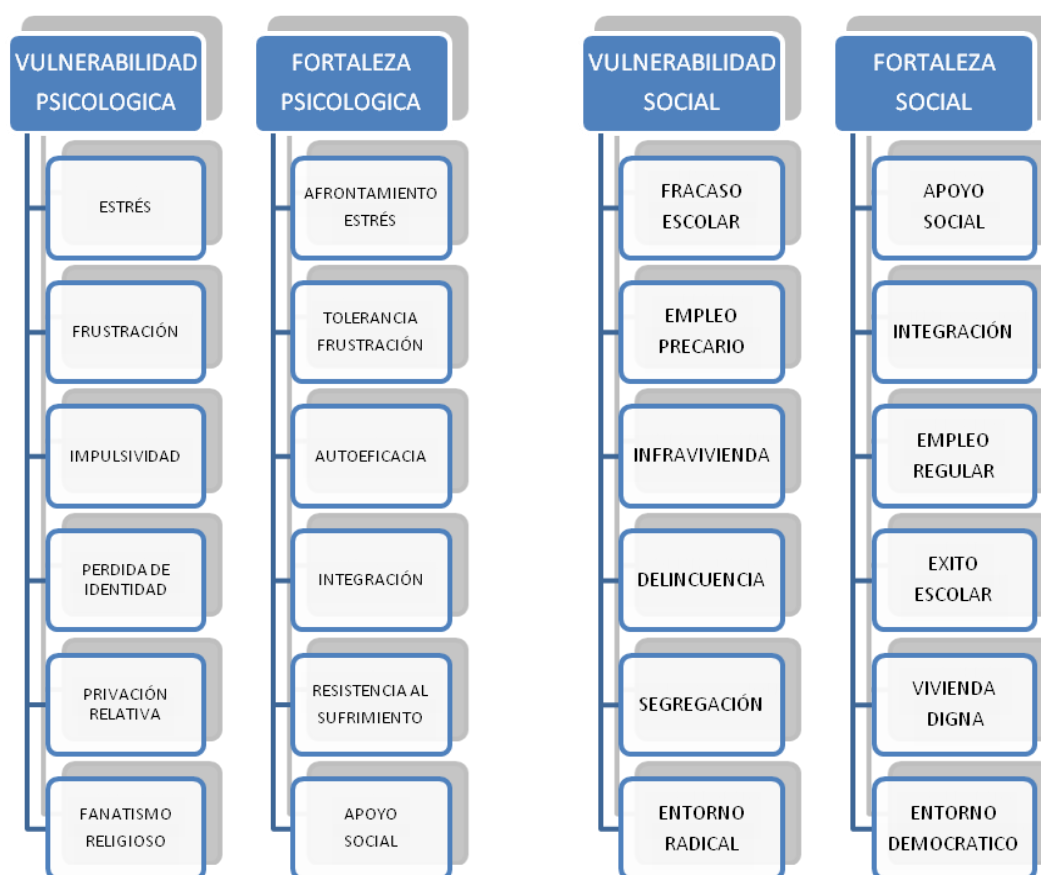 VULNERABILIDAD
PSICOLOGICA
ESTRÉS
FRUSTRACIÓN
IMPULSIVIDAD
PERDIDA DE
IDENTIDAD
PRIVACIÓN
RELATIVA
FANATISMO
RELIGIOSO
FORTALEZA
PSICOLOGICA
AFRONTAMIENTO
ESTRÉS
TOLERANCIA
FRUSTRACIÓN
AUTOEFICACIA
INTEGRACIÓN
RESISTENCIA AL
SUFRIMIENTO
APOYO
SOCIAL
VULNERABILIDAD
SOCIAL
FRACASO
ESCOLAR
EMPLEO
PRECARIO
INFRAVIVIENDA
DELINCUENCIA
SEGREGACIÓN
ENTORNO
RADICAL
FORTALEZA
SOCIAL
APOYO
SOCIAL
INTEGRACIÓN
EMPLEO
REGULAR
EXITO
ESCOLAR
VIVIENDA
DIGNA
ENTORNO
DEMOCRATICO